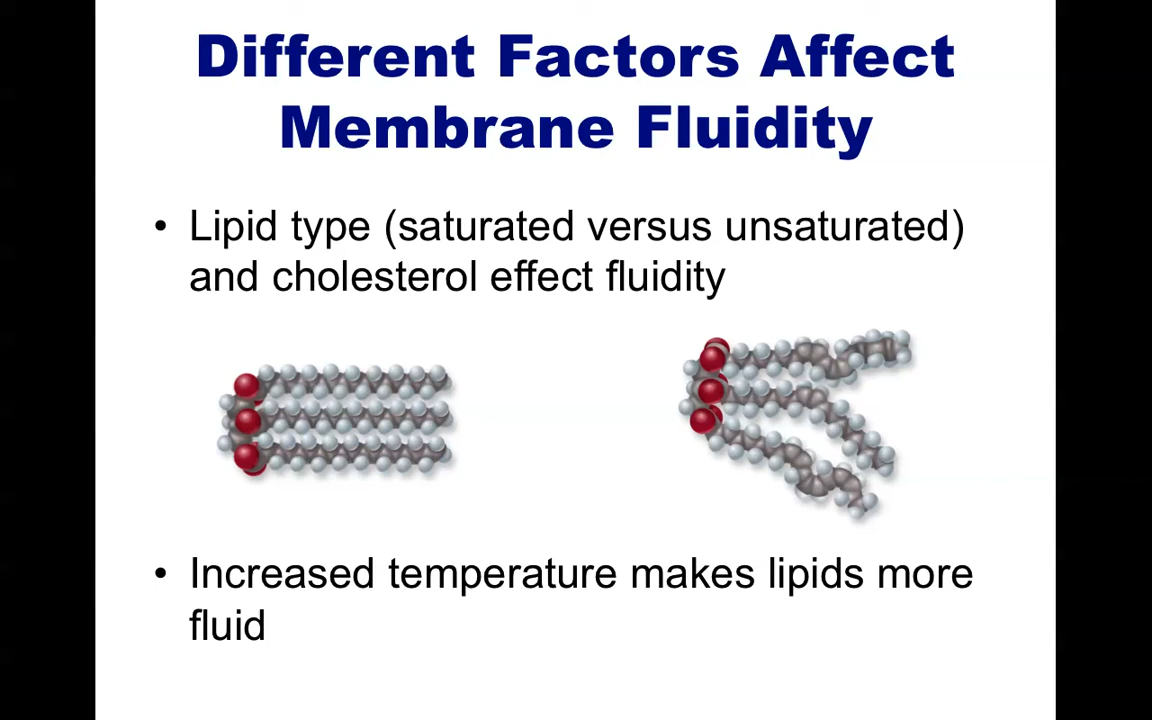 Different Factors Affect
Membrane Fluidity
• Lipid type (saturated versus unsaturated)
and cholesterol effect fluidity
• Increased temperature makes lipids more
fluid